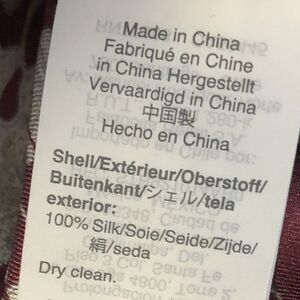 Made in China
Fabriqué en Chine
in China Hergestellt
Vervaardigd in China
中国製
Hecho en China
Shell/Extérieur/Oberstoff/
Buitenkant/シェル/tela
exterior:
100% Silk/Soie/Seide/Zijde/
絹/seda
Dry clean.